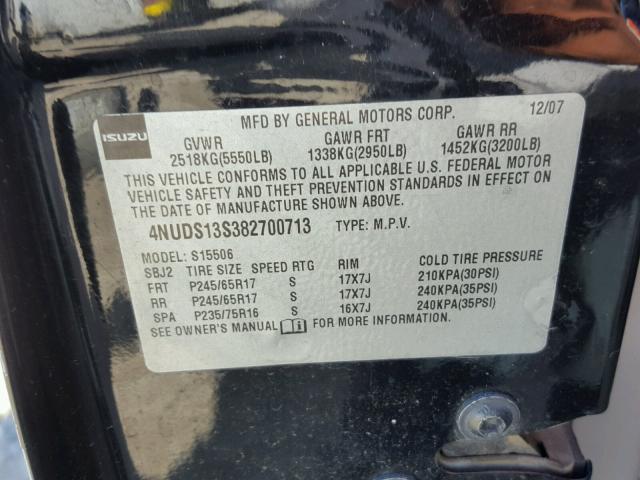 ISUZU
MFD BY GENERAL MOTORS CORP. 12/07
GVWR GAWR FRT GAWR RR
2518KG(5550LB) 1338KG(2950LB) 1452KG(3200LB)
THIS VEHICLE CONFORMS TO ALL APPLICABLE U.S. FEDERAL MOTOR
VEHICLE SAFETY AND THEFT PREVENTION STANDARDS IN EFFECT ON
THE DATE OF MANUFACTURE SHOWN ABOVE.
4NUDS13S382700713 TYPE: M.P.V.
MODEL: S15506
SBJ2 TIRE SIZE SPEED RTG RIM COLD TIRE PRESSURE
FRT P245/65R17 S 17X7J 210KPA(30PSI)
RR P245/65R17 S 17X7J 240KPA(35PSI)
SPA P235/75R16 S 16X7J 240KPA(35PSI)
SEE OWNER'S MANUAL FOR MORE INFORMATION.